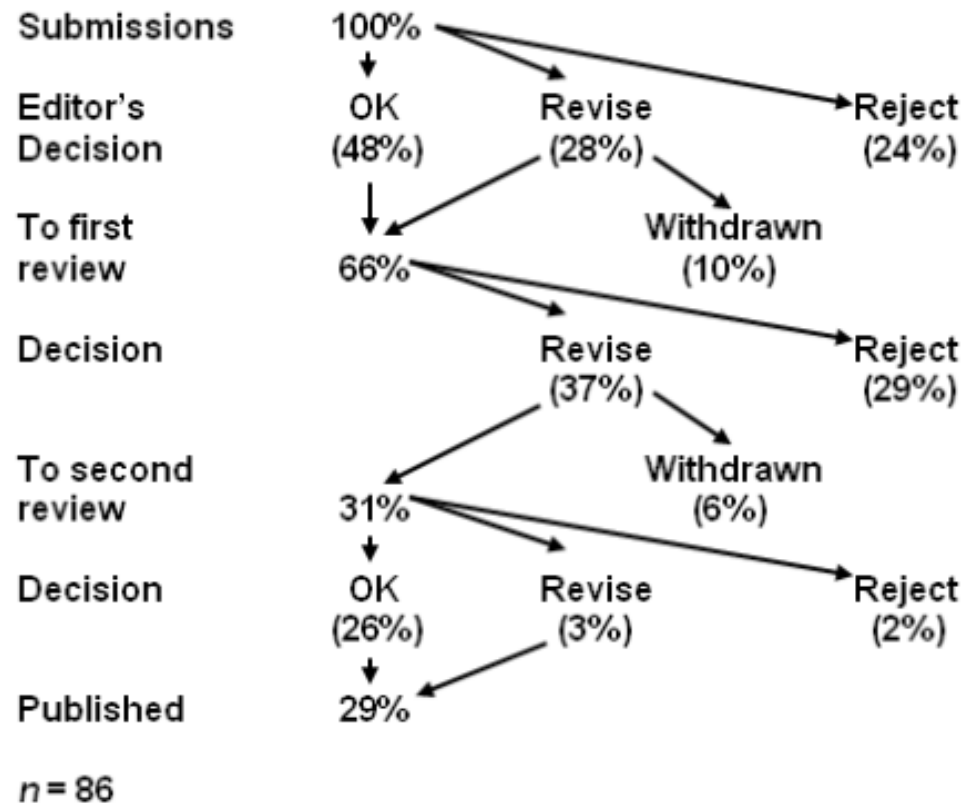 Submissions 100%
Editor's OK Revise Reject
Decision (48%) (28%) (24%)
To first Withdrawn
review 66% (10%)
Decision Revise Reject
(37%) (29%)
To second Withdrawn
review 31% (6%)
Decision OK Revise Reject
(26%) (3%) (2%)
Published 29%
n = 86